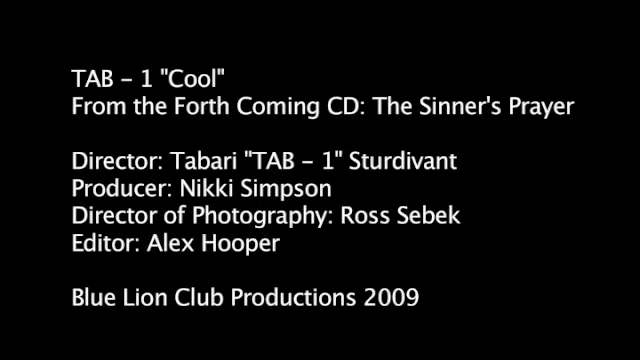 TAB - 1 "Cool"
From the Forth Coming CD: The Sinner's Prayer
Director: Tabari "TAB - 1" Sturdivant
Producer: Nikki Simpson
Director of Photography: Ross Sebek
Editor: Alex Hooper
Blue Lion Club Productions 2009